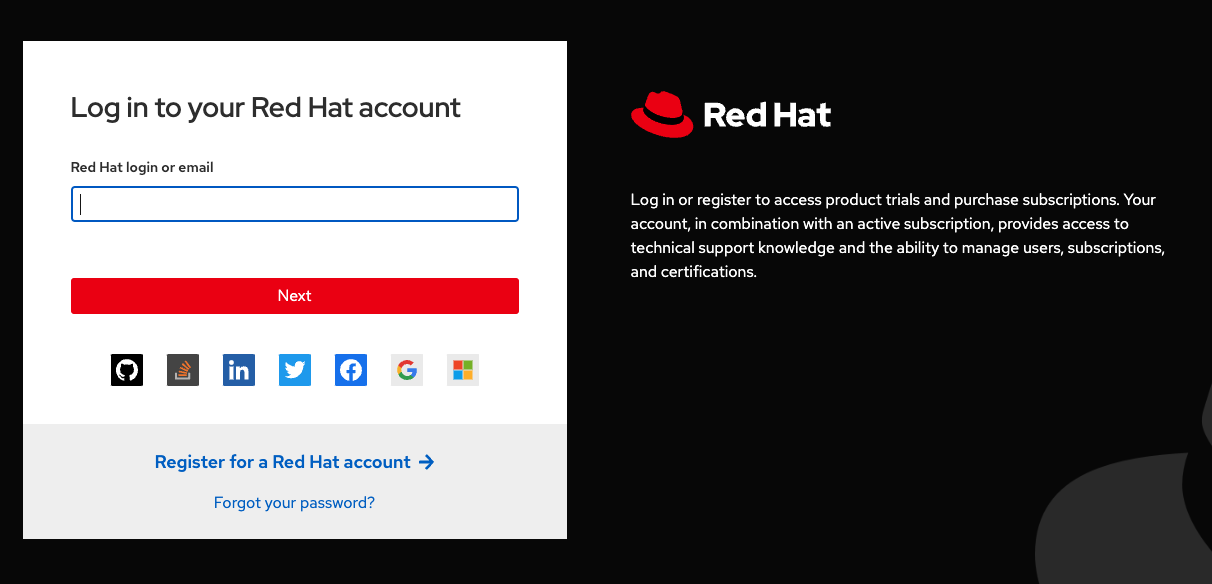 Log in to your Red Hat account
Red Hat login or email
Next
in
Register for a Red Hat account
Forgot your password?
Red Hat
Log in or register to access product trials and purchase subscriptions. Your
account, in combination with an active subscription, provides access to
technical support knowledge and the ability to manage users, subscriptions,
and certifications.